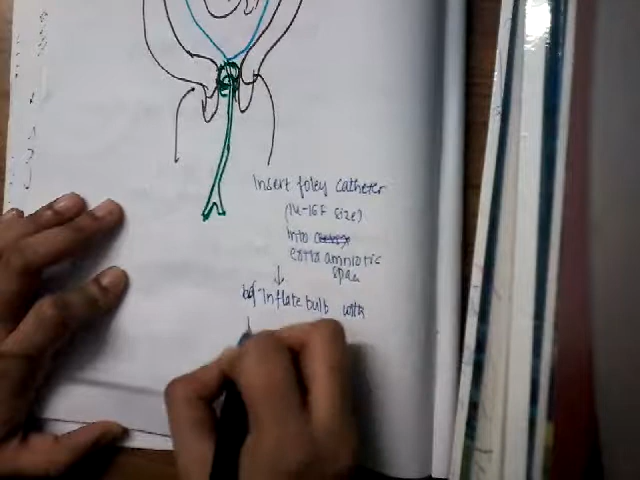 Insert foley catheter
(14-16F size)
into
extra amniotic
space
Inflate bulb with